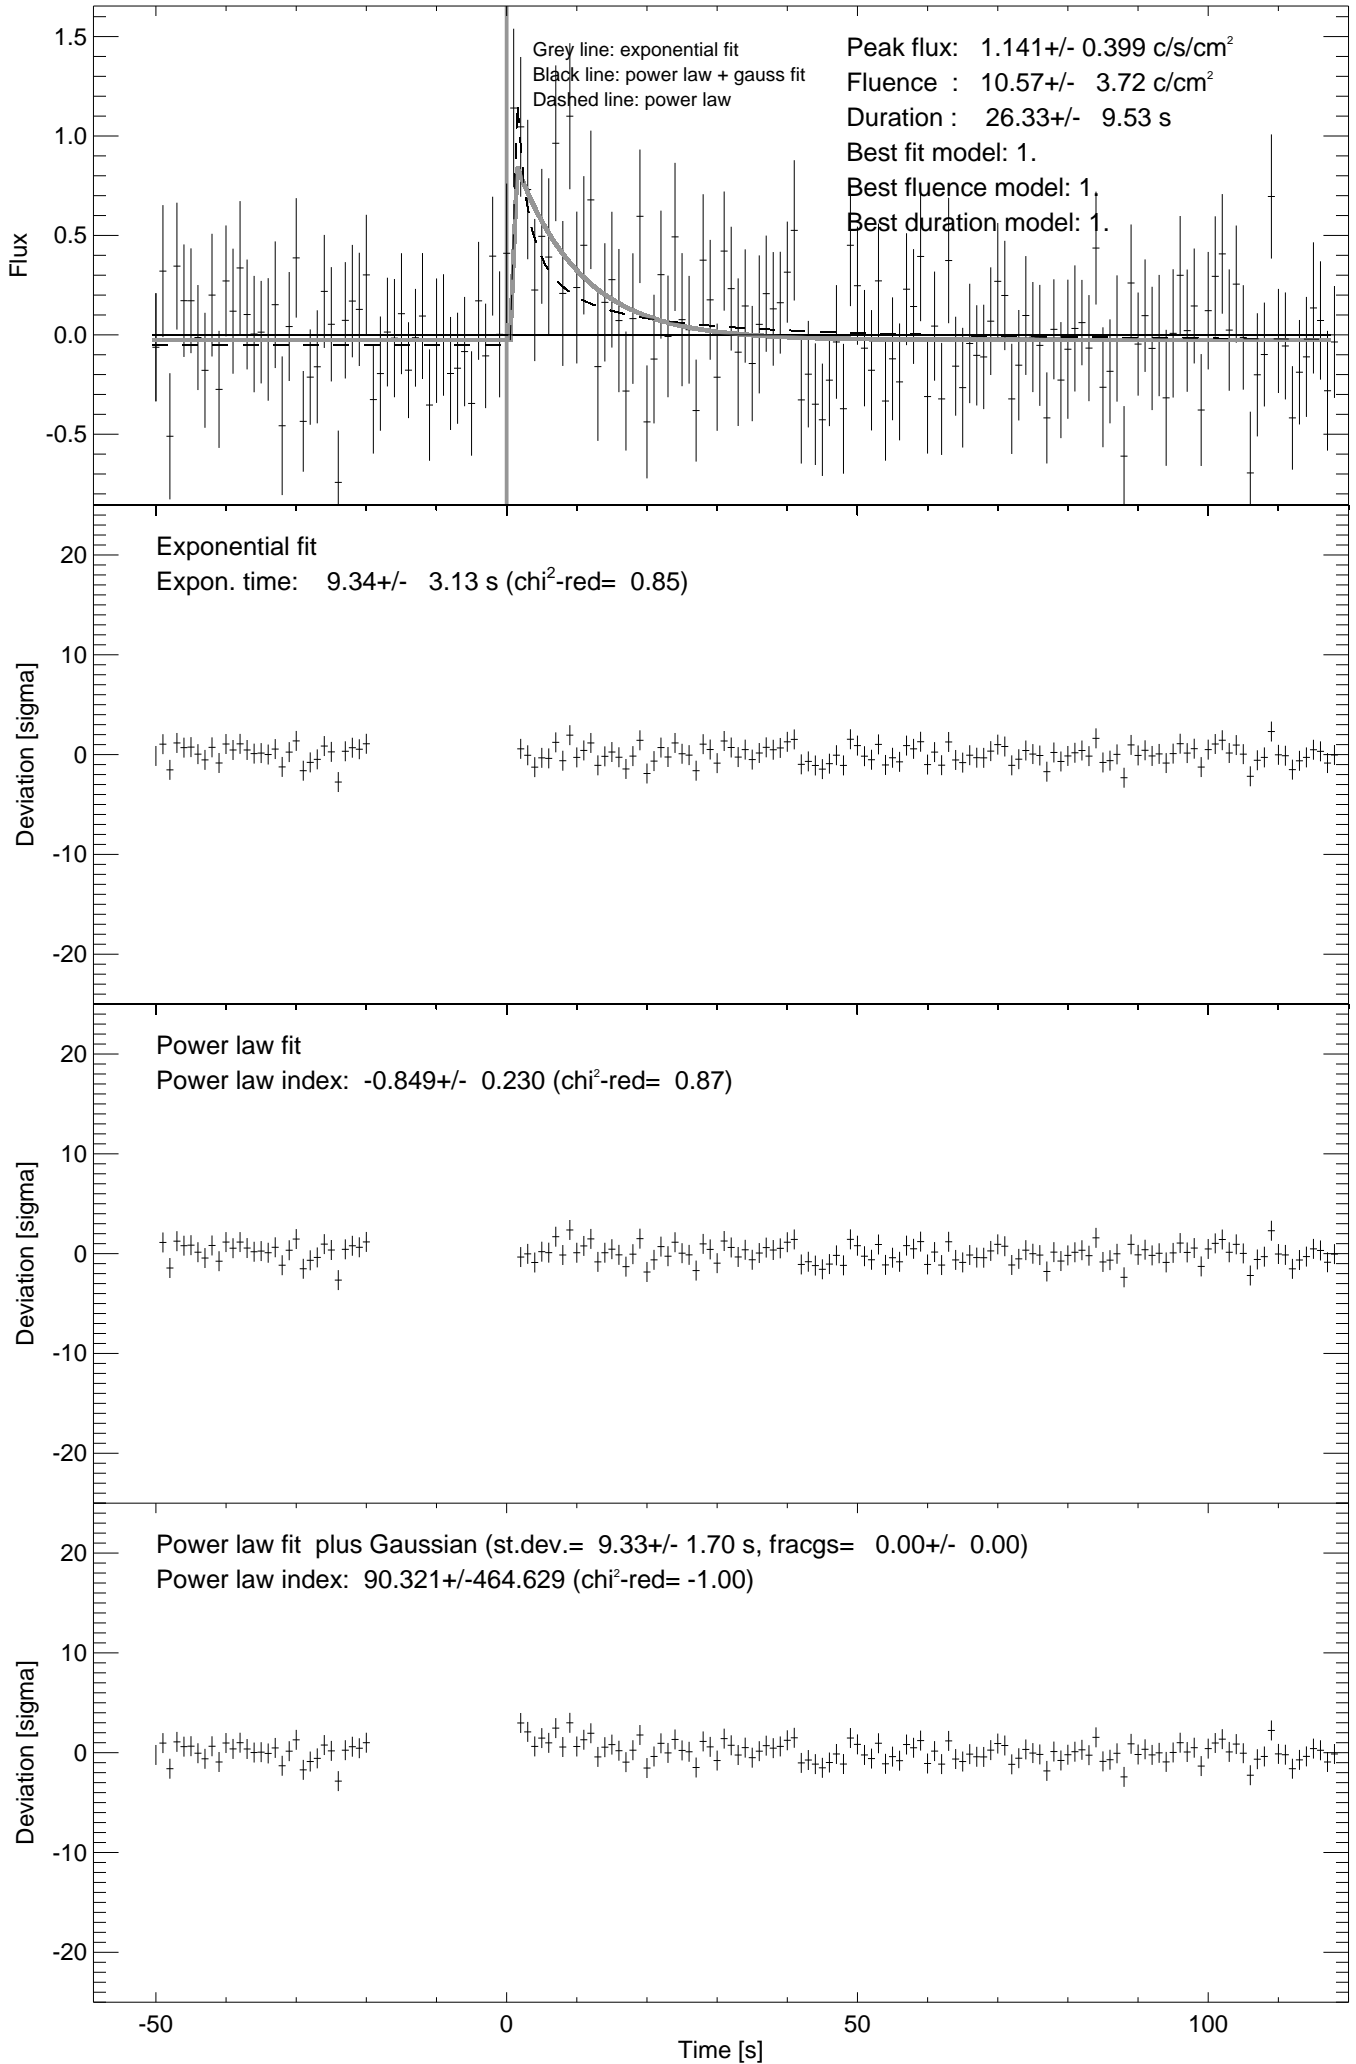 1.5
1.0
0.5
0.0
-0.5
Flux
Grey line: exponential fit
Black line: power law + gauss fit
Dashed line: power law
Peak flux: 1.141+/- 0.399 c/s/cm²
Fluence : 10.57+/- 3.72 c/cm²
Duration : 26.33+/- 9.53 s
Best fit model: 1.
Best fluence model: 1.
Best duration model: 1.
20
10
0
-10
-20
Deviation [sigma]
Exponential fit
Expon. time: 9.34+/- 3.13 s (chi²-red= 0.85)
20
10
0
-10
-20
Deviation [sigma]
Power law fit
Power law index: -0.849+/- 0.230 (chi²-red= 0.87)
20
10
0
-10
-20
Deviation [sigma]
Power law fit plus Gaussian (st.dev.= 9.33+/- 1.70 s, fracgs= 0.00+/- 0.00)
Power law index: 90.321+/-464.629 (chi²-red= -1.00)
-50
0
50
100
Time [s]